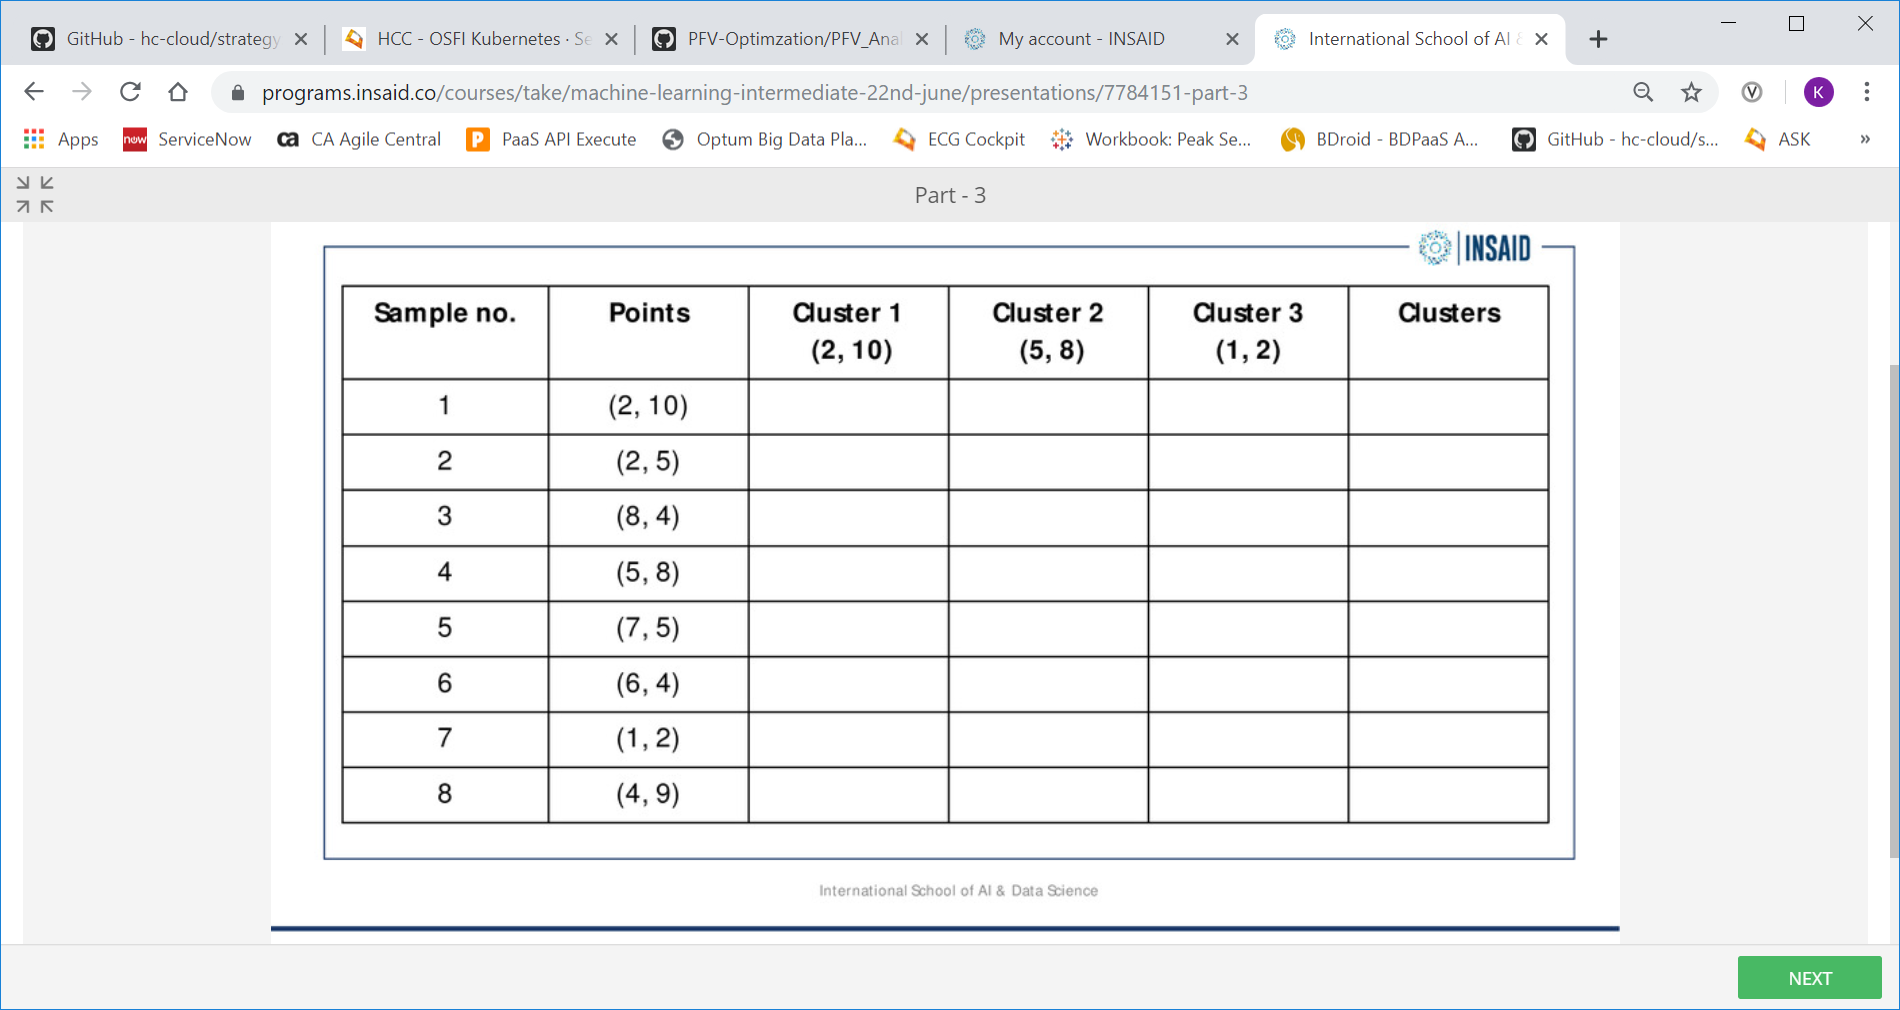 GitHub - hc-cloud/strategy
HCC - OSFI Kubernetes · Se
PFV-Optimzation/PFV_Anal
My account - INSAID
International School of AI &
programs.insaid.co/courses/take/machine-learning-intermediate-22nd-june/presentations/7784151-part-3
K
Apps
now ServiceNow
ca CA Agile Central
P PaaS API Execute
Optum Big Data Pla...
ECG Cockpit
Workbook: Peak Se...
BDroid - BDPaaS A...
GitHub - hc-cloud/s...
ASK
»
Part - 3
INSAID
Sample no. Points Cluster 1 (2, 10) Cluster 2 (5, 8) Cluster 3 (1, 2) Clusters
1 (2, 10)
2 (2, 5)
3 (8, 4)
4 (5, 8)
5 (7, 5)
6 (6, 4)
7 (1, 2)
8 (4, 9)
International School of AI & Data Science
NEXT